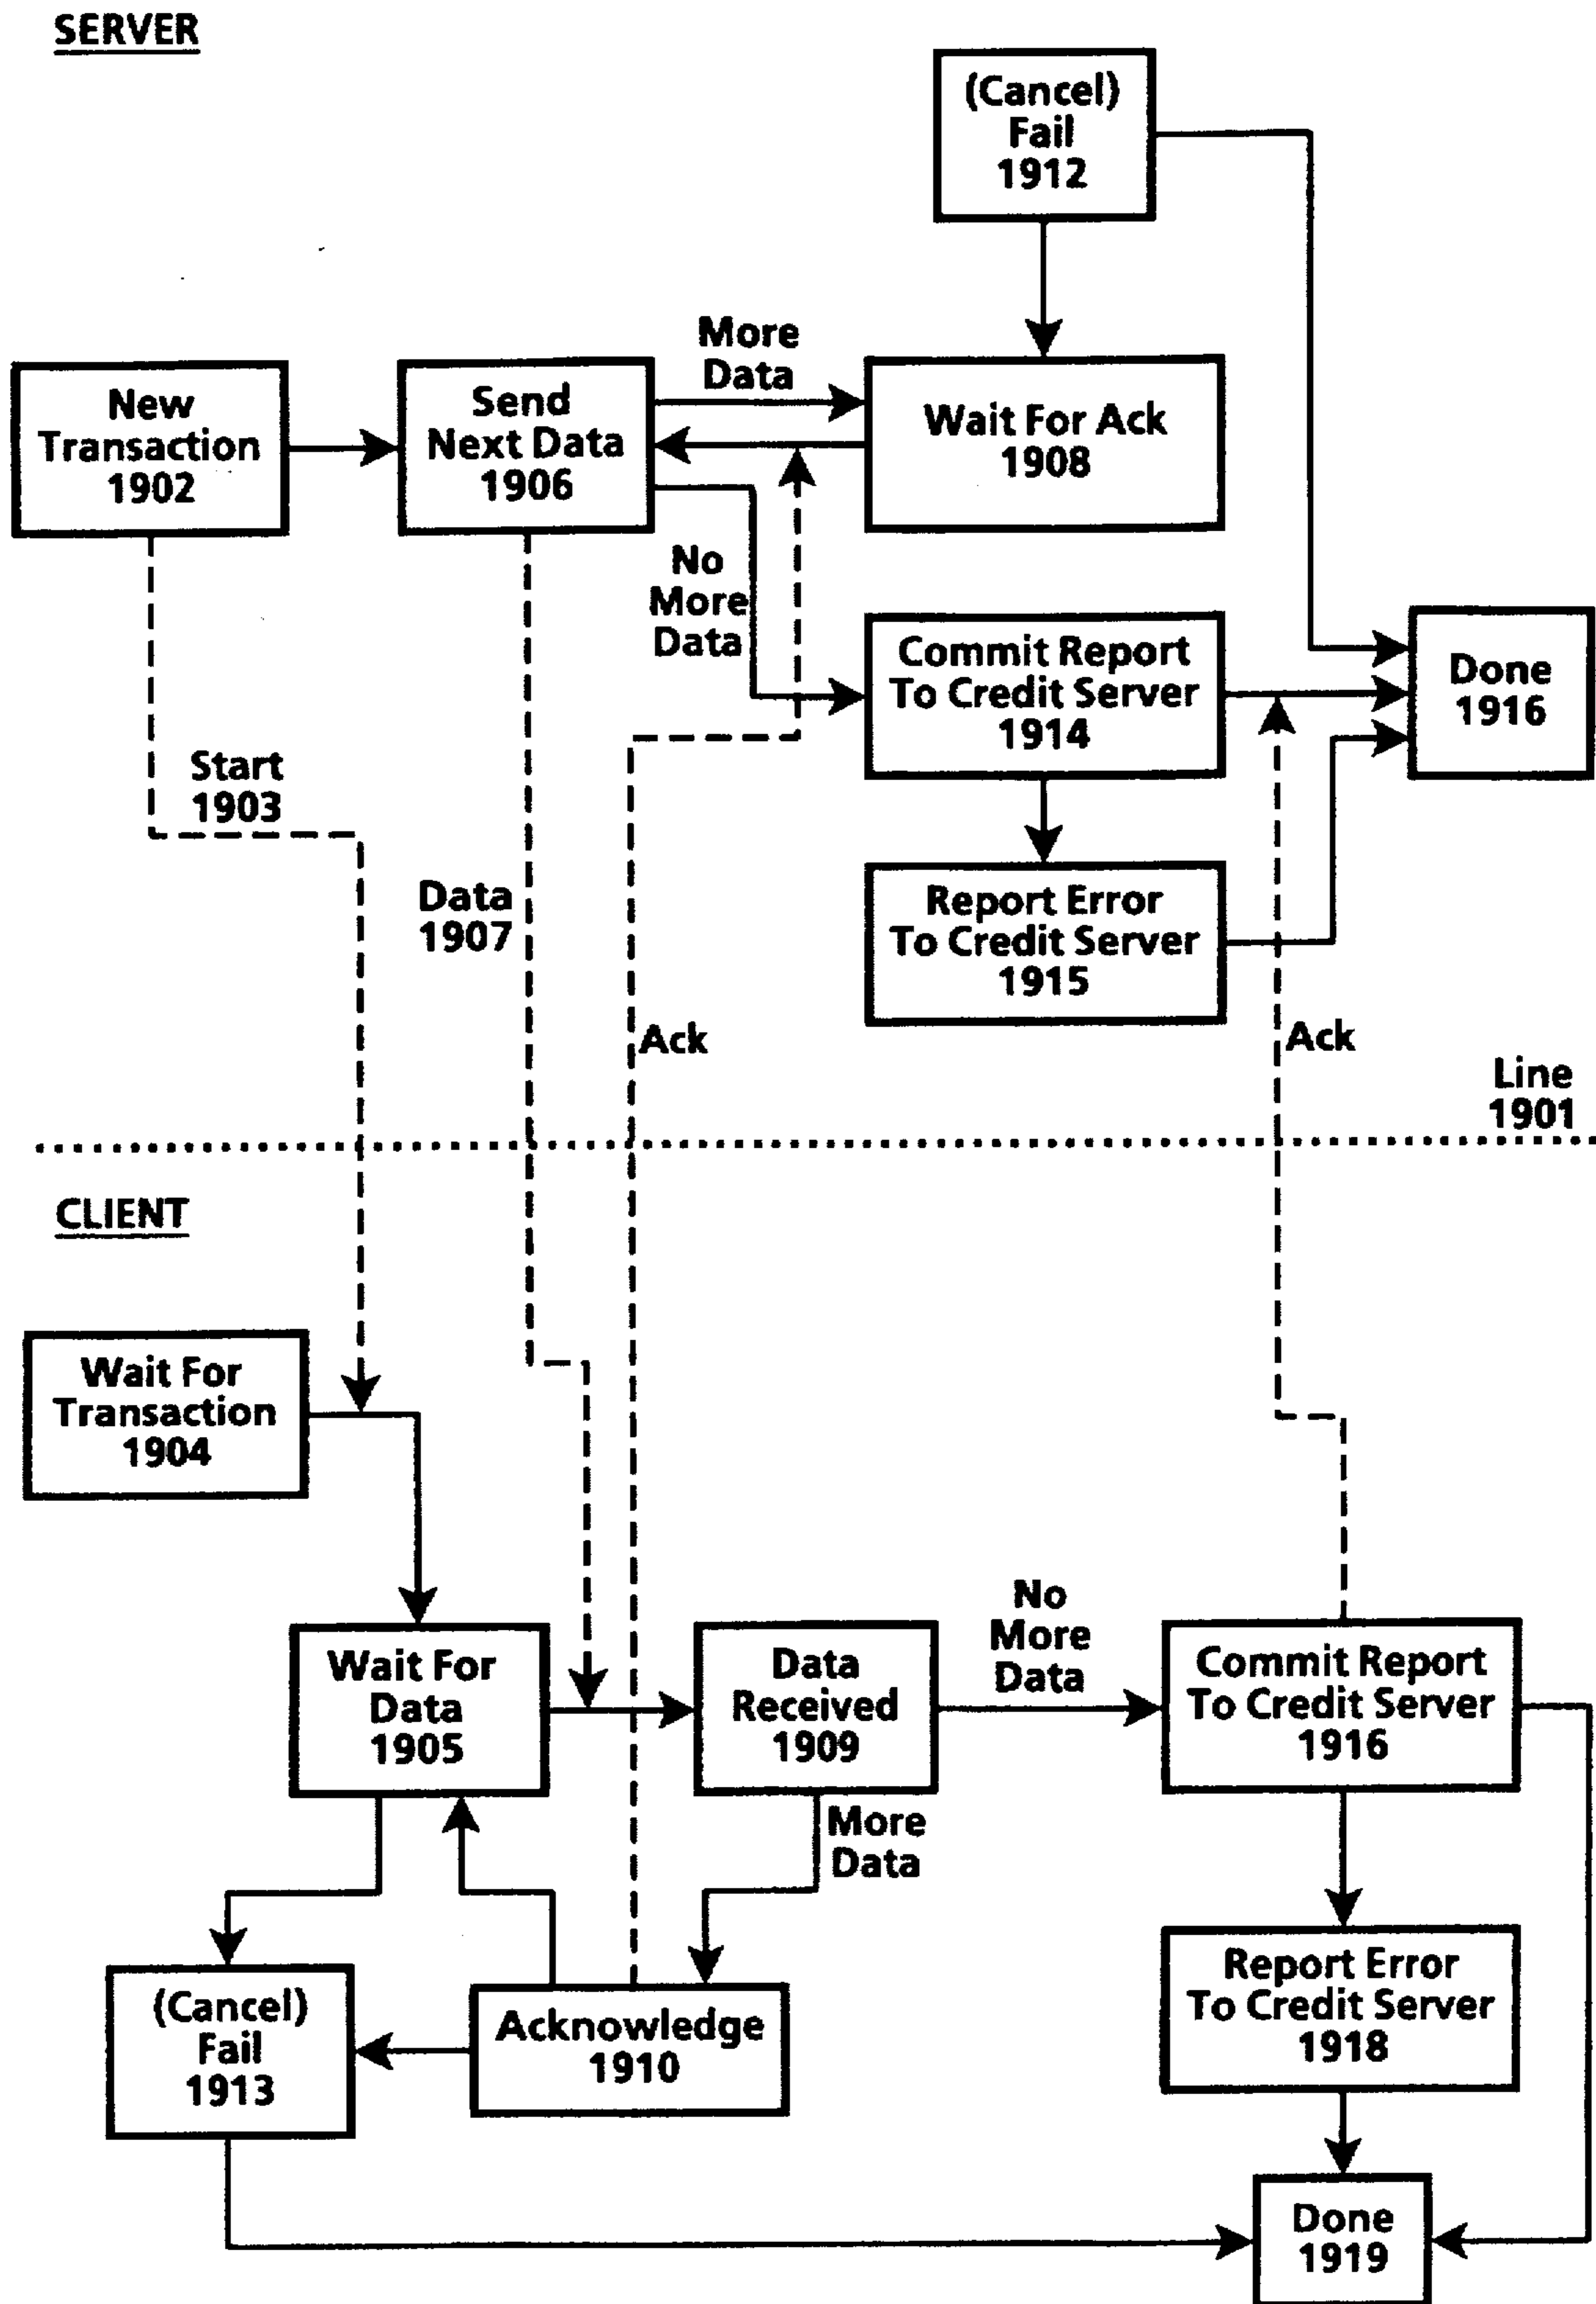 SERVER
(Cancel)
Fail
1912
More
Data
New
Transaction
1902
Send
Next Data
1906
Wait For Ack
1908
No
More
Data
Commit Report
To Credit Server
1914
Done
1916
Start
1903
Data
1907
Report Error
To Credit Server
1915
Ack
Ack
Line
1901
CLIENT
Wait For
Transaction
1904
Wait For
Data
1905
Data
Received
1909
No
More
Data
Commit Report
To Credit Server
1916
More
Data
(Cancel)
Fail
1913
Acknowledge
1910
Report Error
To Credit Server
1918
Done
1919